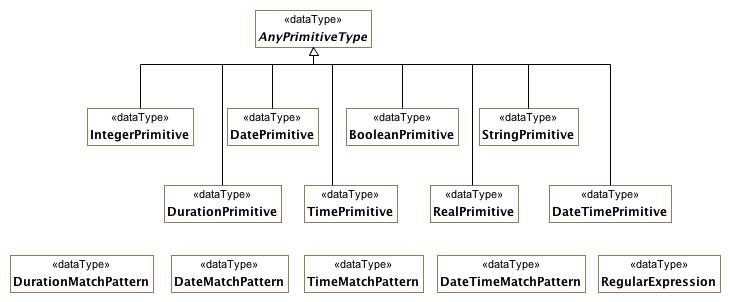 «dataType»
AnyPrimitiveType
«dataType»
IntegerPrimitive
«dataType»
DatePrimitive
«dataType»
BooleanPrimitive
«dataType»
StringPrimitive
«dataType»
DurationPrimitive
«dataType»
TimePrimitive
«dataType»
RealPrimitive
«dataType»
DateTimePrimitive
«dataType»
DurationMatchPattern
«dataType»
DateMatchPattern
«dataType»
TimeMatchPattern
«dataType»
DateTimeMatchPattern
«dataType»
RegularExpression